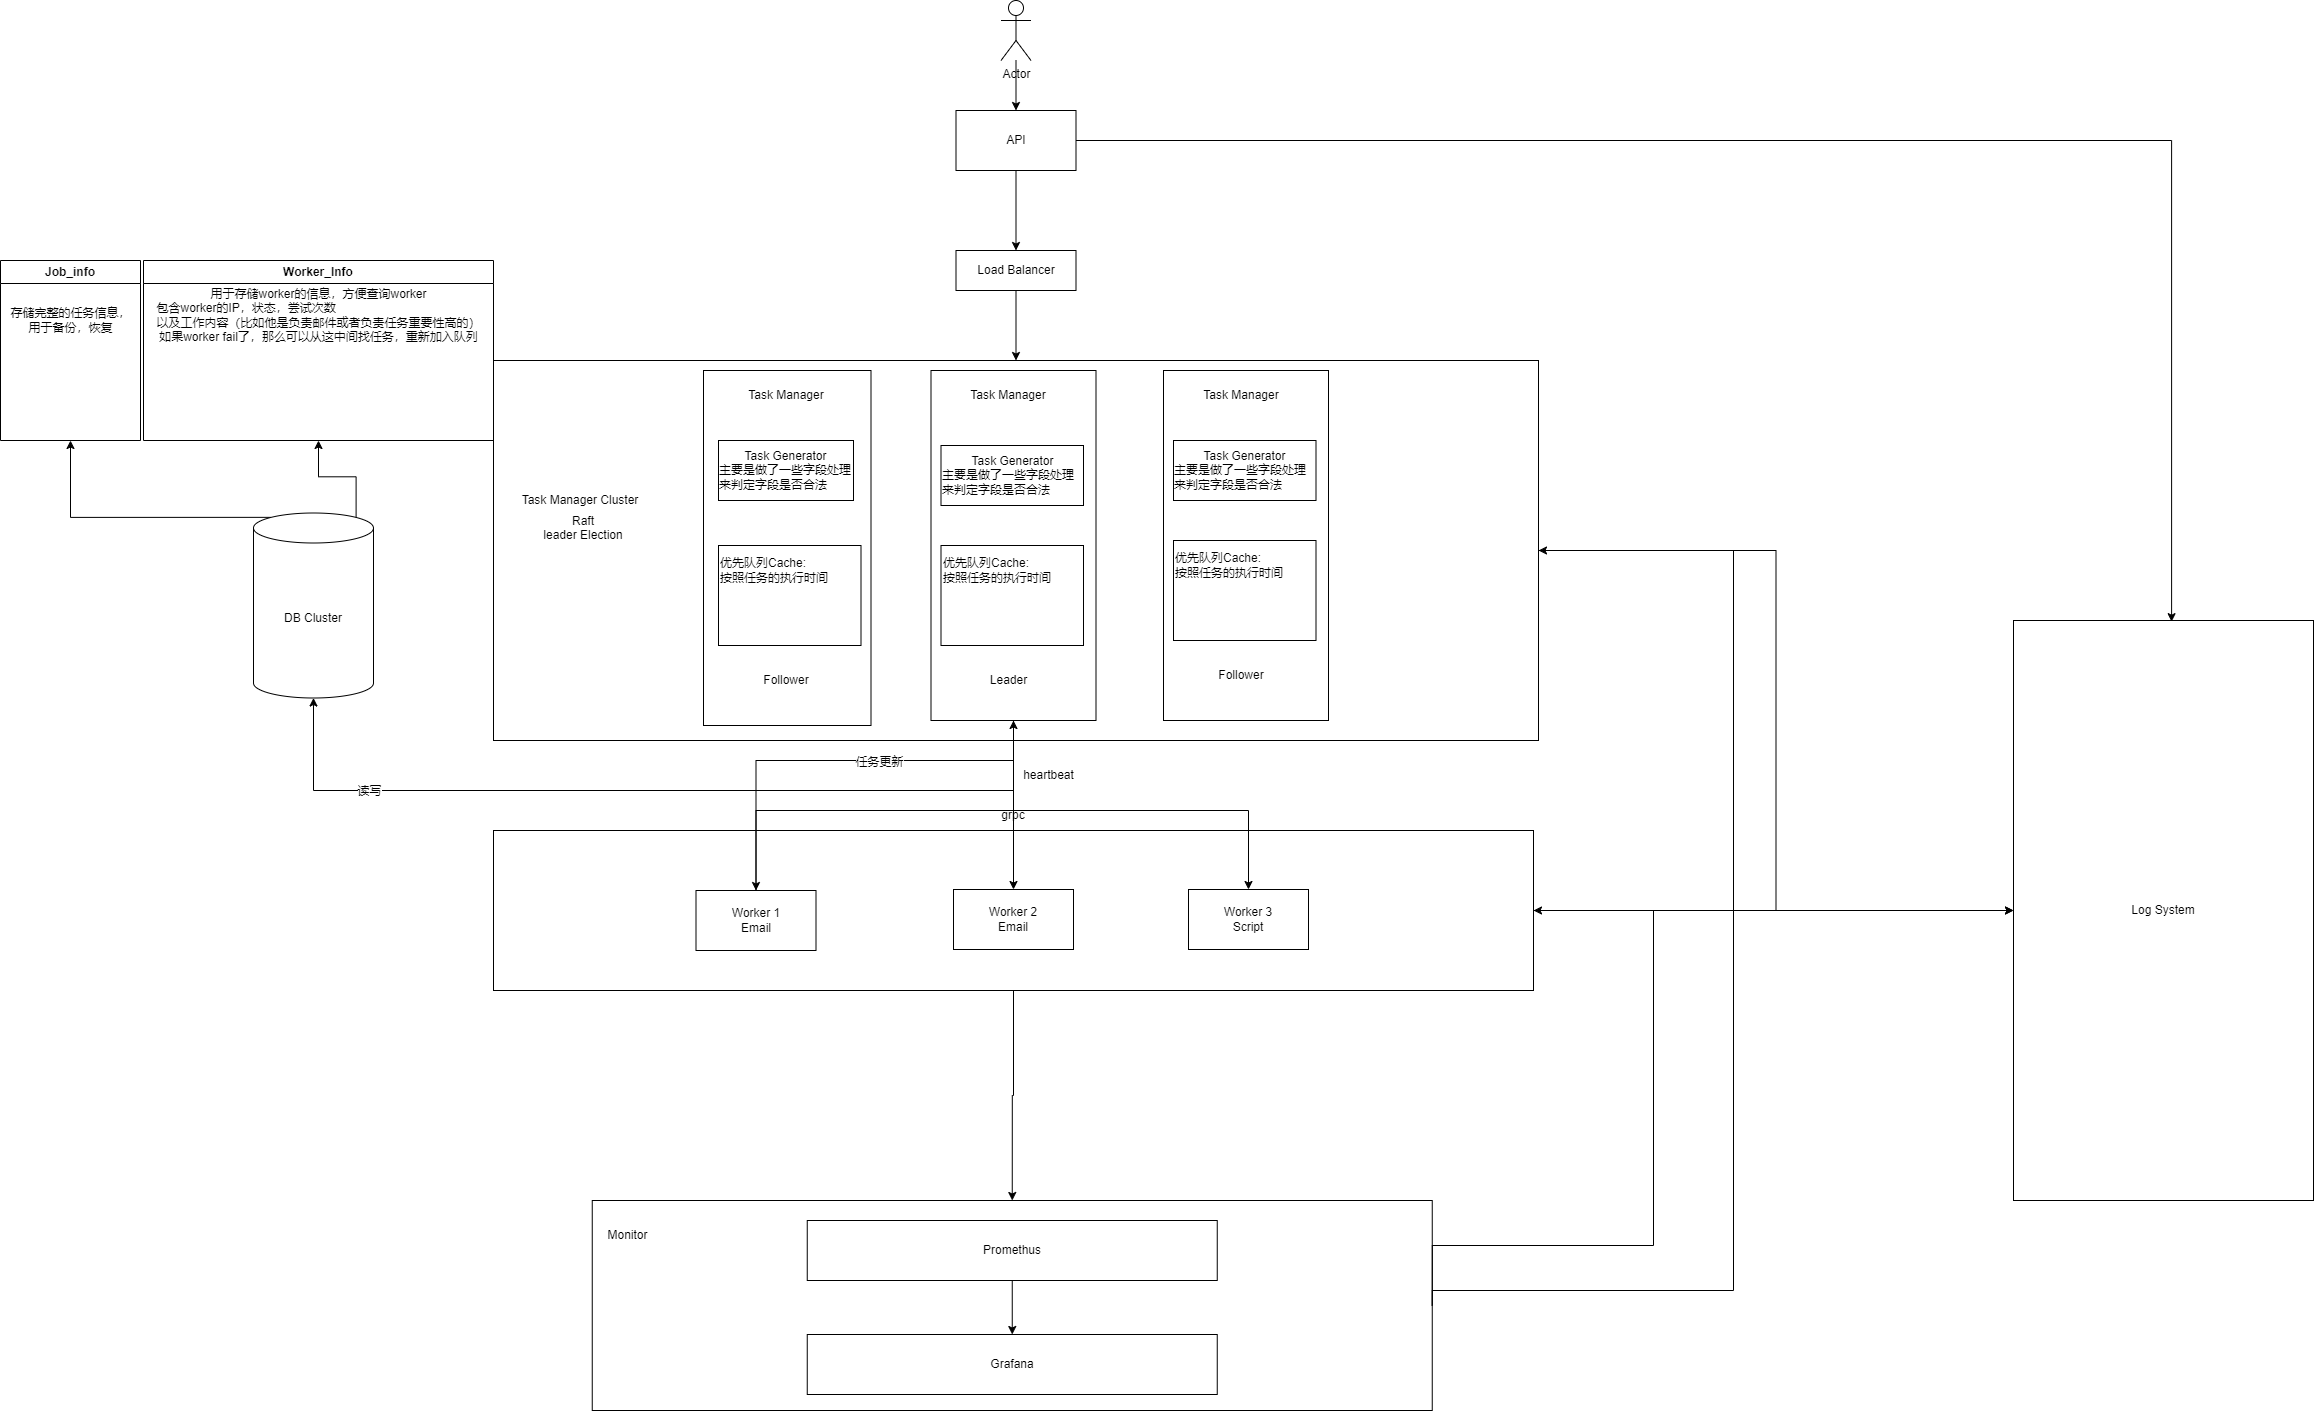 Actor
API
Load Balancer
Job_info
存储完整的任务信息，
用于备份，恢复
Worker_Info
用于存储worker的信息，方便查询worker
包含worker的IP，状态，尝试次数
以及工作内容（比如他是负责邮件或者负责任务重要性高的）
如果worker fail了，那么可以从这中间找任务，重新加入队列
DB Cluster
Task Manager Cluster
Raft
leader Election
Task Manager
Task Generator
主要是做了一些字段处理
来判定字段是否合法
优先队列Cache:
按照任务的执行时间
Follower
Task Manager
Task Generator
主要是做了一些字段处理
来判定字段是否合法
优先队列Cache:
按照任务的执行时间
Leader
Task Manager
Task Generator
主要是做了一些字段处理
来判定字段是否合法
优先队列Cache:
按照任务的执行时间
Follower
任务更新
heartbeat
读写
grpc
Worker 1
Email
Worker 2
Email
Worker 3
Script
Log System
Monitor
Promethus
Grafana